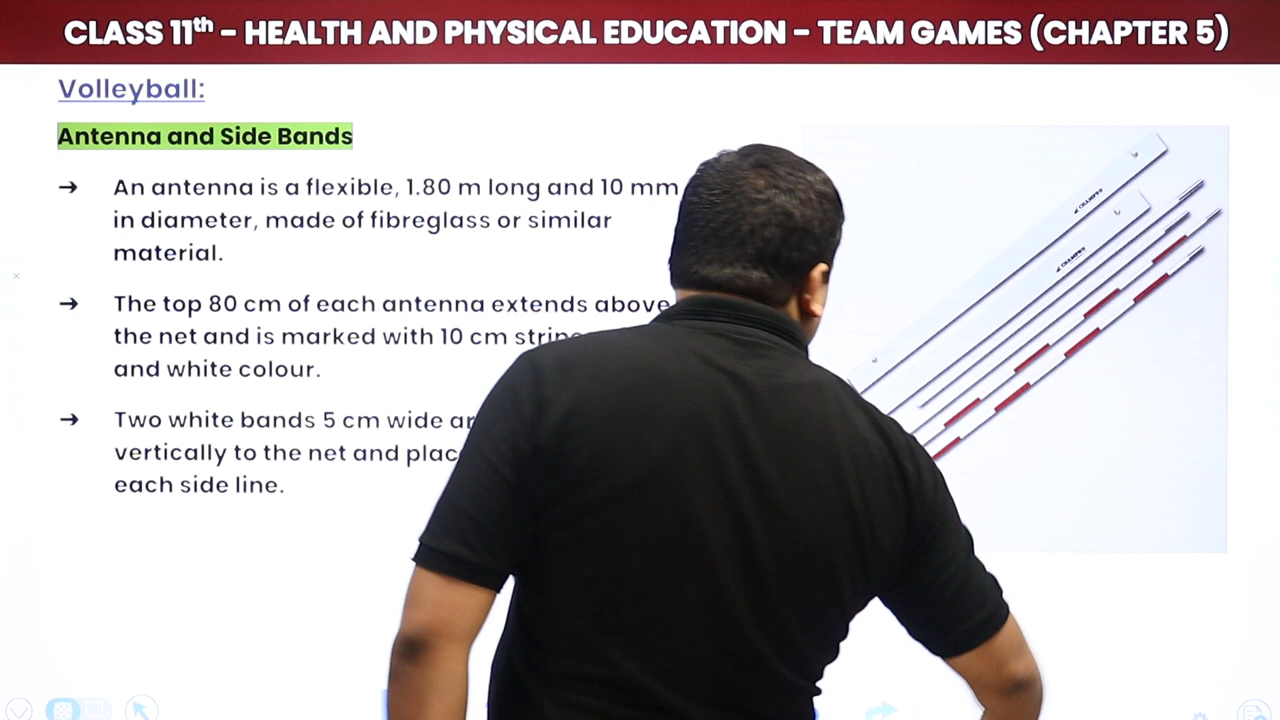 CLASS 11th – HEALTH AND PHYSICAL EDUCATION – TEAM GAMES (CHAPTER 5)
Volleyball:
Antenna and Side Bands
→ An antenna is a flexible, 1.80 m long and 10 mm
in diameter, made of fibreglass or similar
material.
→ The top 80 cm of each antenna extends above
the net and is marked with 10 cm
and white colour.
→ Two white bands 5 cm wide
vertically to the net and
each side line.
CHAMPRO
CHAMPRO